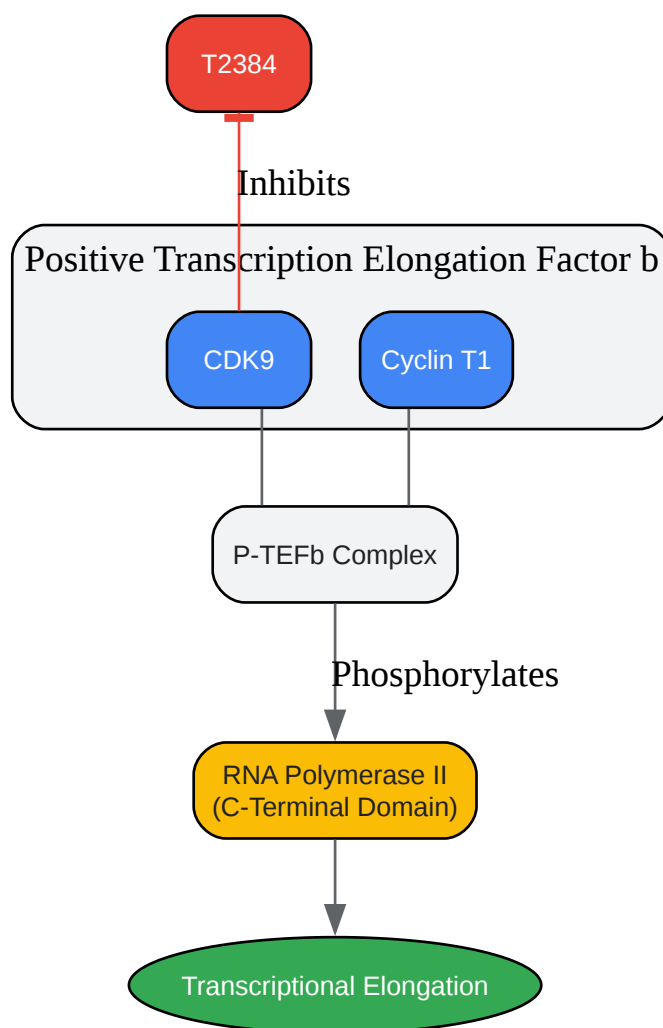 T2384
Inhibits
Positive Transcription Elongation Factor b
CDK9
Cyclin T1
P-TEFb Complex
Phosphorylates
RNA Polymerase II
(C-Terminal Domain)
Transcriptional Elongation